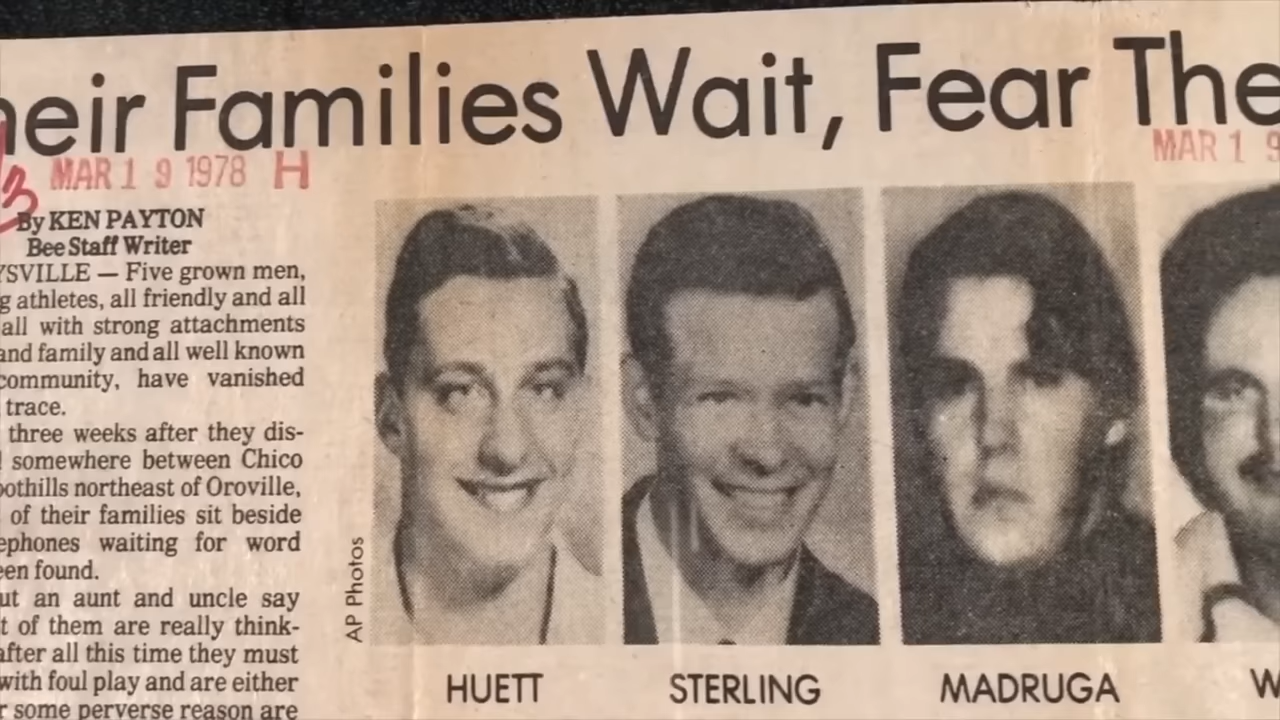 heir Families Wait, Fear The
3 MAR 19 1978 H
MAR 1 9
By KEN PAYTON
Bee Staff Writer
YSVILLE — Five grown men,
g athletes, all friendly and all
all with strong attachments
and family and all well known
community, have vanished
trace.
three weeks after they dis-
somewhere between Chico
oothills northeast of Oroville,
of their families sit beside
ephones waiting for word
een found.
ut an aunt and uncle say
t of them are really think-
after all this time they must
with foul play and are either
r some perverse reason are
AP Photos
HUETT
STERLING
MADRUGA
W